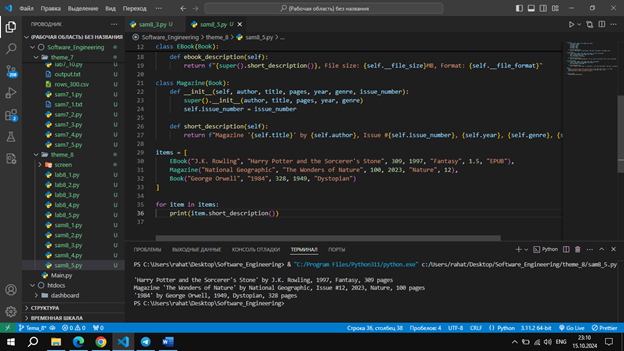 Файл Правка Выделение Вид Переход ···
(Рабочая область) без названия
ПРОВОДНИК ···
(РАБОЧАЯ ОБЛАСТЬ) БЕЗ НАЗВАНИЯ
Software_Engineering
theme_7
lab7_10.py U
output.txt U
rows_300.csv U
sam7_1.py U
sam7_1.txt U
sam7_2.py U
sam7_3.py U
sam7_4.py U
sam7_5.py U
theme_8
screen
lab8_1.py U
lab8_2.py U
lab8_3.py U
lab8_4.py U
lab8_5.py U
sam8_1.py U
sam8_2.py U
sam8_3.py U
sam8_4.py U
sam8_5.py U
Main.py
htdocs
dashboard
СТРУКТУРА
ВРЕМЕННАЯ ШКАЛА
sam8_3.py U sam8_5.py U
Software_Engineering > theme_8 > sam8_5.py > ...
12 class EBook(Book):
18 def ebook_description(self):
19 return f"{super().short_description()}, File size: {self.__file_size}MB, Format: {self.__file_format}"
20
21 class Magazine(Book):
22 def __init__(self, author, title, pages, year, genre, issue_number):
23 super().__init__(author, title, pages, year, genre)
24 self.issue_number = issue_number
25
26 def short_description(self):
27 return f"Magazine '{self.title}' by {self.author}, Issue #{self.issue_number}, {self.year}, {self.genre}, {s
28
29 items = [
30 EBook("J.K. Rowling", "Harry Potter and the Sorcerer's Stone", 309, 1997, "Fantasy", 1.5, "EPUB"),
31 Magazine("National Geographic", "The Wonders of Nature", 100, 2023, "Nature", 12),
32 Book("George Orwell", "1984", 328, 1949, "Dystopian")
33 ]
34
35 for item in items:
36 print(item.short_description())
37
ПРОБЛЕМЫ ВЫХОДНЫЕ ДАННЫЕ КОНСОЛЬ ОТЛАДКИ ТЕРМИНАЛ ПОРТЫ
Python
PS C:\Users\rahat\Desktop\Software_Engineering> & "C:/Program Files/Python311/python.exe" c:/Users/rahat/Desktop/Software_Engineering/theme_8/sam8_5.py
'Harry Potter and the Sorcerer's Stone' by J.K. Rowling, 1997, Fantasy, 309 pages
Magazine 'The Wonders of Nature' by National Geographic, Issue #12, 2023, Nature, 100 pages
'1984' by George Orwell, 1949, Dystopian, 328 pages
PS C:\Users\rahat\Desktop\Software_Engineering>
Tema_8* 0 0 0 Строка 36, столбец 38 Пробелов: 4 UTF-8 CRLF Python 3.11.2 64-bit Go Live Prettier
РУС
23:10
15.10.2024